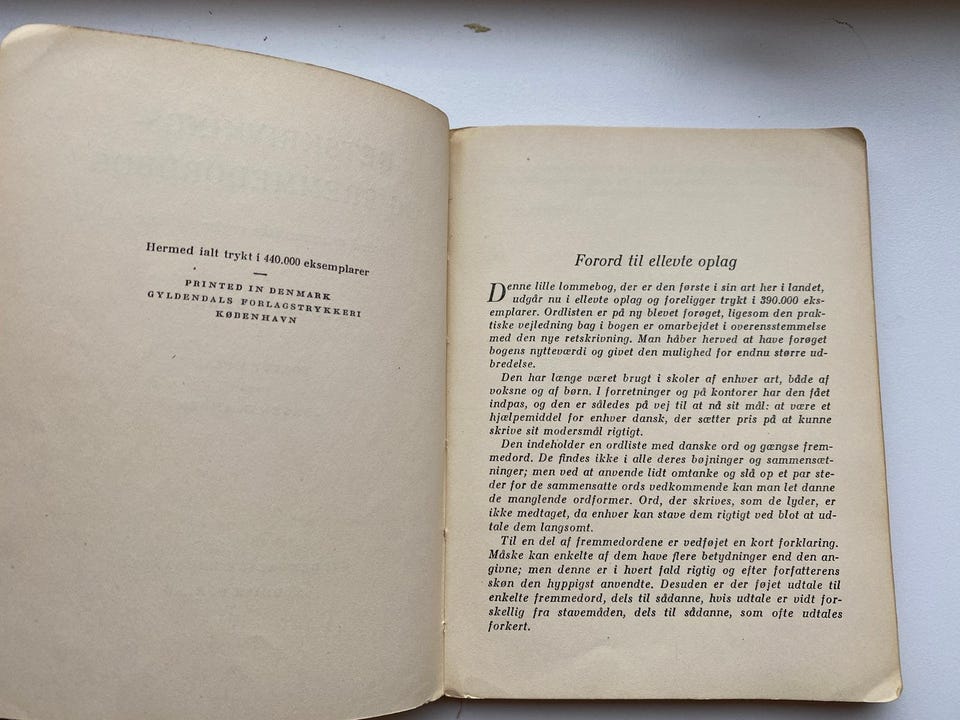 Hermed ialt trykt i 440.000 eksemplarer
PRINTED IN DENMARK
GYLDENDALS FORLAGSTRYKKERI
KØBENHAVN
Forord til ellevte oplag
Denne lille lommebog, der er den første i sin art her i landet,
udgår nu i ellevte oplag og foreligger trykt i 390.000 eks-
emplarer. Ordlisten er på ny blevet forøget, ligesom den prak-
tiske vejledning bag i bogen er omarbejdet i overensstemmelse
med den nye retskrivning. Man håber herved at have forøget
bogens nytteværdi og givet den mulighed for endnu større ud-
bredelse.
Den har længe været brugt i skoler af enhver art, både af
voksne og af børn. I forretninger og på kontorer har den fået
indpas, og den er således på vej til at nå sit mål: at være et
hjælpemiddel for enhver dansk, der sætter pris på at kunne
skrive sit modersmål rigtigt.
Den indeholder en ordliste med danske ord og gængse frem-
medord. De findes ikke i alle deres bøjninger og sammensæt-
ninger; men ved at anvende lidt omtanke og slå op et par ste-
der for de sammensatte ords vedkommende kan man let danne
de manglende ordformer. Ord, der skrives, som de lyder, er
ikke medtaget, da enhver kan stave dem rigtigt ved blot at ud-
tale dem langsomt.
Til en del af fremmedordene er vedføjet en kort forklaring.
Måske kan enkelte af dem have flere betydninger end den an-
givne; men denne er i hvert fald rigtig og efter forfatterens
skøn den hyppigst anvendte. Desuden er der føjet udtale til
enkelte fremmedord, dels til sådanne, hvis udtale er vidt for-
skellig fra stavemåden, dels til sådanne, som ofte udtales
forkert.